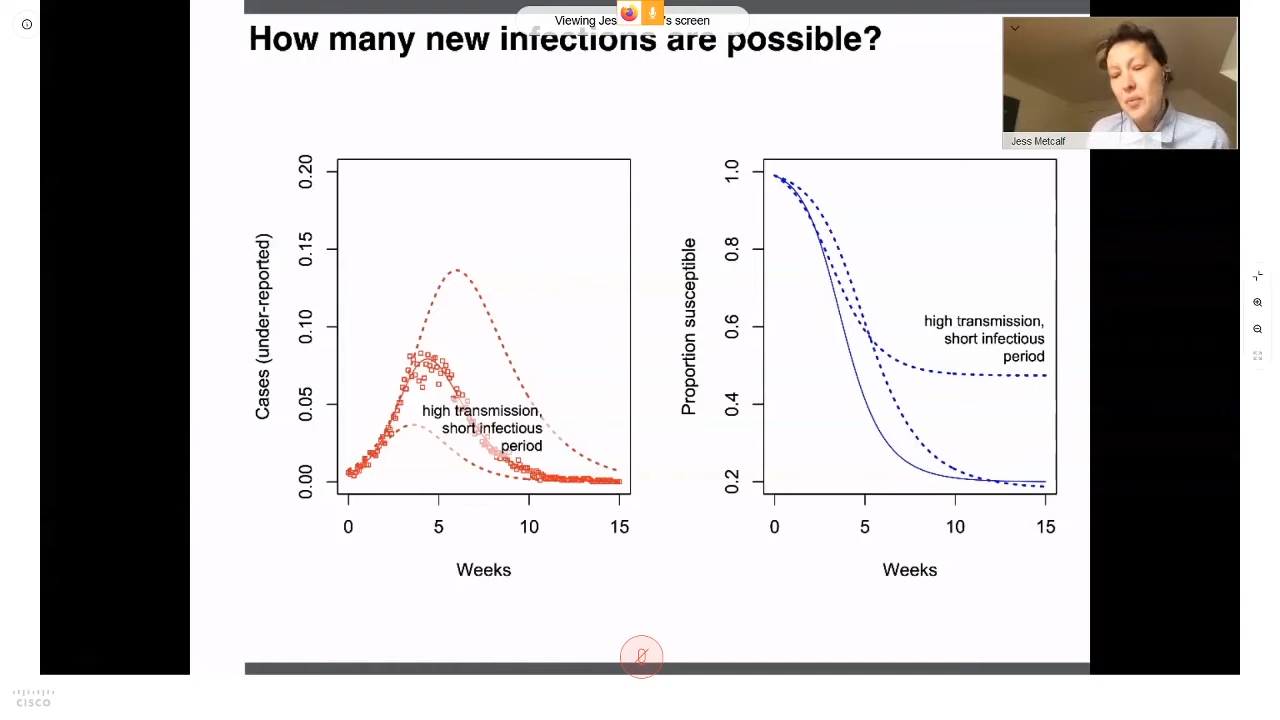 Viewing Jes 's screen
How many new infections are possible?
Jess Metcalf
Cases (under-reported)
0.20
0.15
0.10
0.05
0.00
high transmission,
short infectious
period
0
5
10
15
Weeks
Proportion susceptible
1.0
0.8
0.6
0.4
0.2
high transmission,
short infectious
period
0
5
10
15
Weeks
CISCO